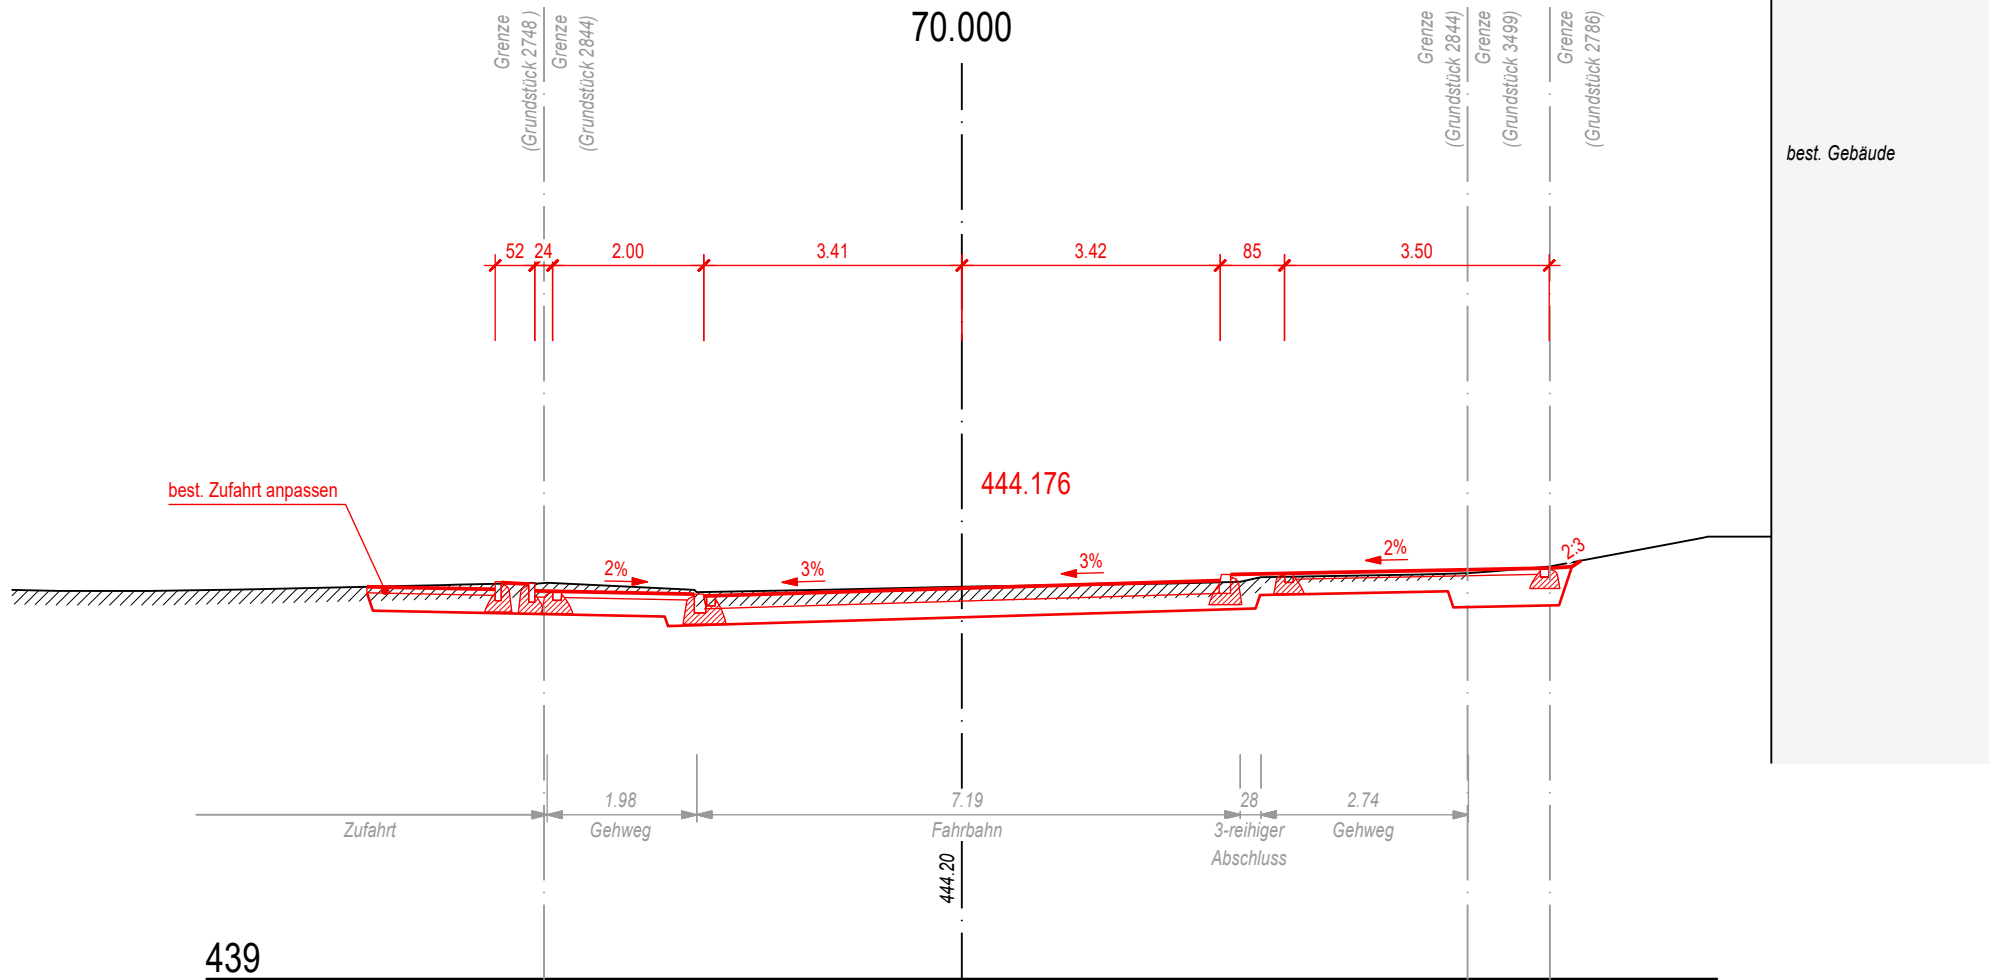 70.000
Grenze
(Grundstück 2748 )
Grenze
(Grundstück 2844)
Grenze
(Grundstück 2844)
Grenze
(Grundstück 3499)
Grenze
(Grundstück 2786)
best. Gebäude
52 24 2.00 3.41 3.42 85 3.50
444.176
best. Zufahrt anpassen
2% 3% 3% 2% 2:3
1.98 7.19 28 2.74
Zufahrt Gehweg Fahrbahn 3-reihiger Gehweg
Abschluss
444.20
439